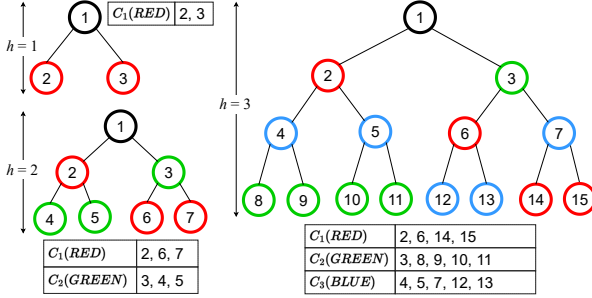 1
C₁(RED) 2, 3
h = 1
2 3
1
h = 2
2 3
4 5 6 7
C₁(RED) 2, 6, 7
C₂(GREEN) 3, 4, 5
1
2 3
h = 3
4 5 6 7
8 9 10 11 12 13 14 15
C₁(RED) 2, 6, 14, 15
C₂(GREEN) 3, 8, 9, 10, 11
C₃(BLUE) 4, 5, 7, 12, 13